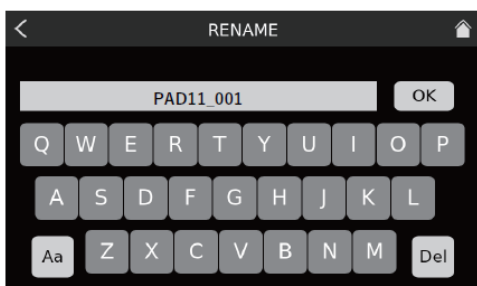 RENAME
PAD11_001 OK
Q W E R T Y U I O P
A S D F G H J K L
Aa Z X C V B N M Del